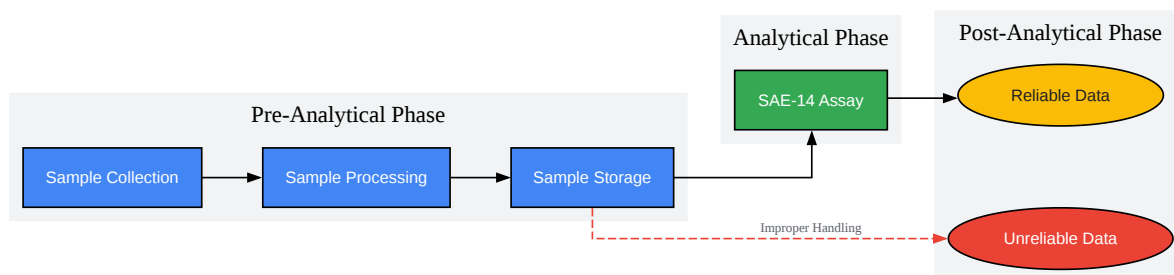 Pre-Analytical Phase
Sample Collection
Sample Processing
Sample Storage
Analytical Phase
SAE-14 Assay
Post-Analytical Phase
Reliable Data
Improper Handling
Unreliable Data